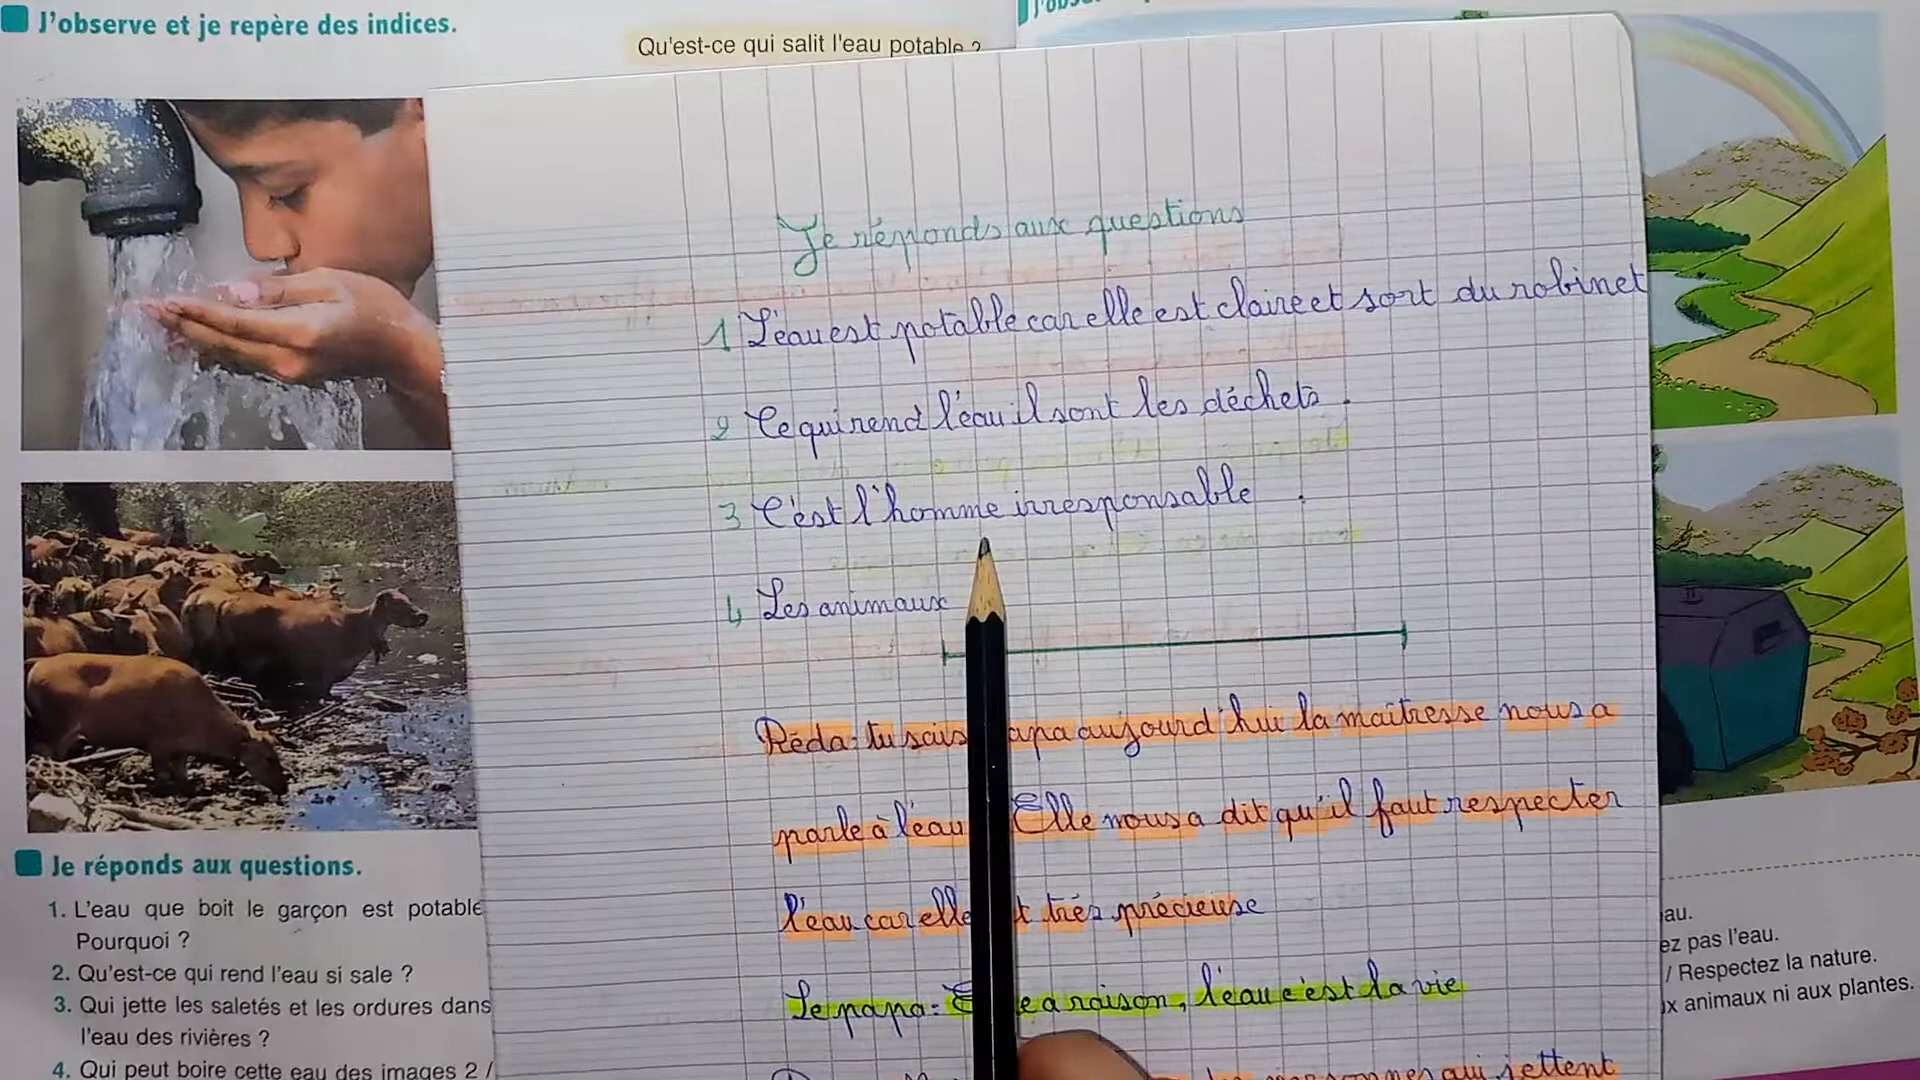 J'observe et je repère des indices.
Qu'est-ce qui salit l'eau potable ?
Je réponds aux questions
1 L'eau est potable car elle est claire et sort du robinet
2 Ce qui rend l'eau il sont les déchets.
3 C'est l'homme irresponsable.
4 Les animaux
Réda: tu sais apa aujourd'hui la maîtresse nous a
parle à l'eau Elle nous a dit qu'il faut respecter
l'eau car elle t très précieuse
Le papa: E e a raison, l'eau c'est la vie
personnes qui jettent
Je réponds aux questions.
1. L'eau que boit le garçon est potable
Pourquoi ?
2. Qu'est-ce qui rend l'eau si sale ?
3. Qui jette les saletés et les ordures dans
l'eau des rivières ?
4. Qui peut boire cette eau des images 2 /
au.
ez pas l'eau.
/ Respectez la nature.
x animaux ni aux plantes.